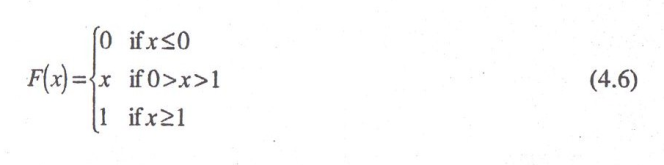 0 if x≤0
F(x)={x if 0>x>1 (4.6)
1 if x≥1